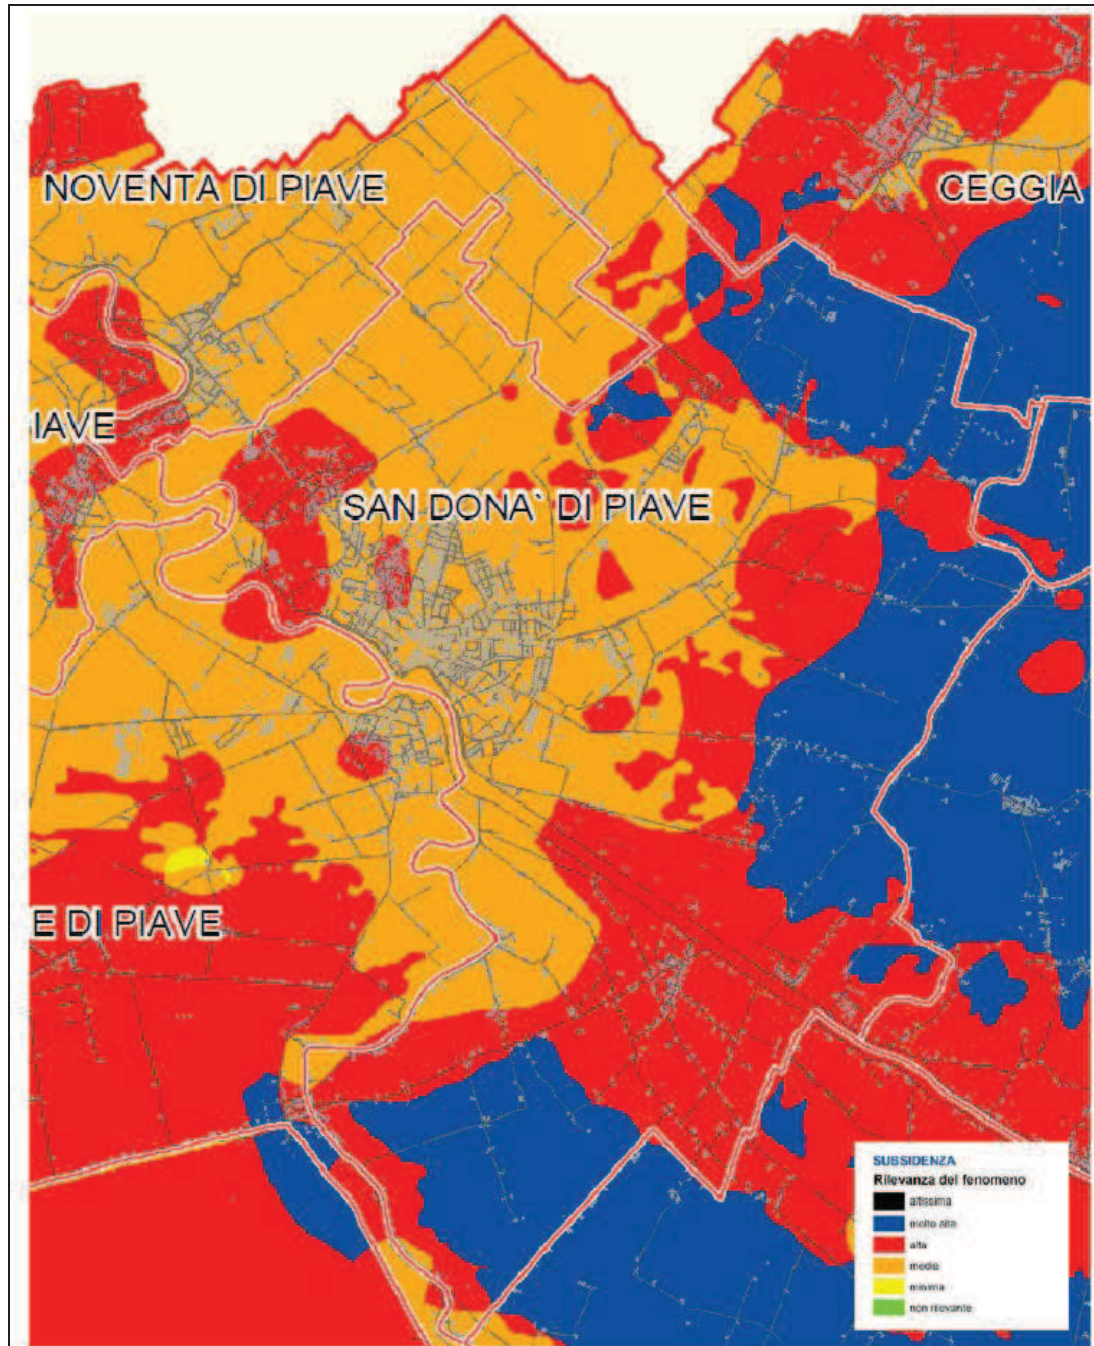 NOVENTA DI PIAVE
CEGGIA
IAVE
SAN DONA` DI PIAVE
E DI PIAVE
SUBSIDENZA
Rilevanza del fenomeno
altissima
molto alta
alta
media
minima
non rilevante